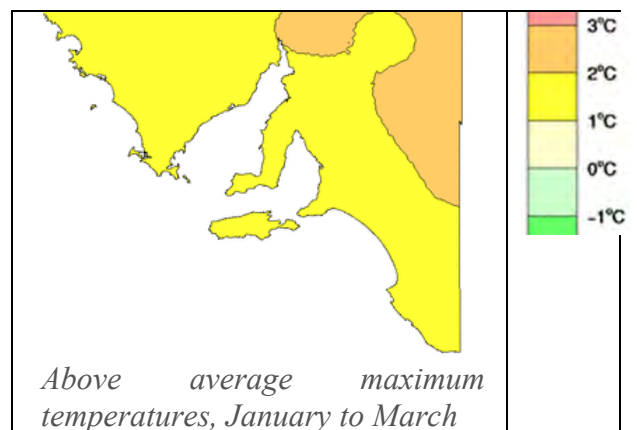 3°C
2°C
1°C
0°C
-1°C
Above average maximum
temperatures, January to March